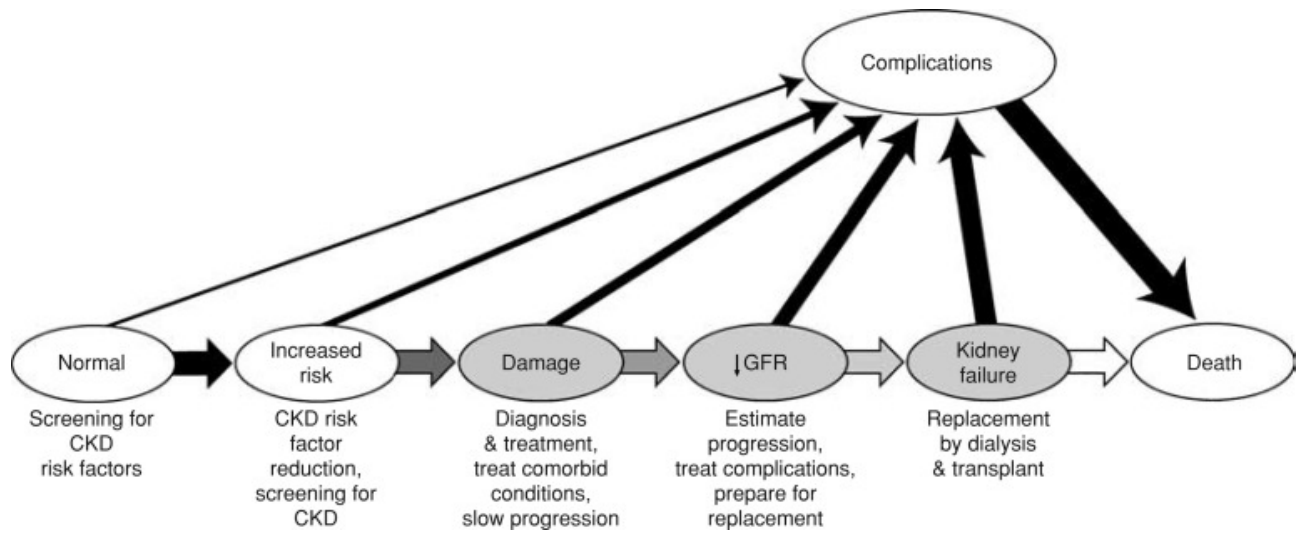 Complications
Normal
Increased
risk
Damage
↓GFR
Kidney
failure
Death
Screening for
CKD
risk factors
CKD risk
factor
reduction,
screening for
CKD
Diagnosis
& treatment,
treat comorbid
conditions,
slow progression
Estimate
progression,
treat complications,
prepare for
replacement
Replacement
by dialysis
& transplant